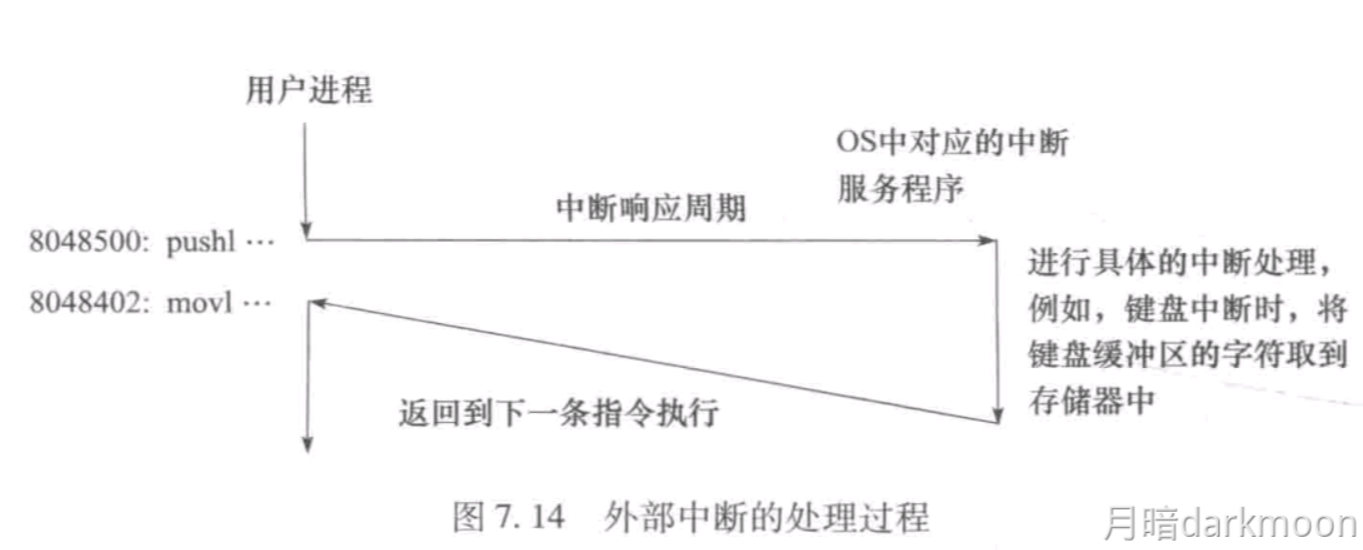 用户进程
OS中对应的中断
服务程序
中断响应周期
8048500: pushl …
进行具体的中断处理，
8048402: movl …
例如，键盘中断时，将
键盘缓冲区的字符取到
存储器中
返回到下一条指令执行
图 7.14 外部中断的处理过程
月暗darkmoon